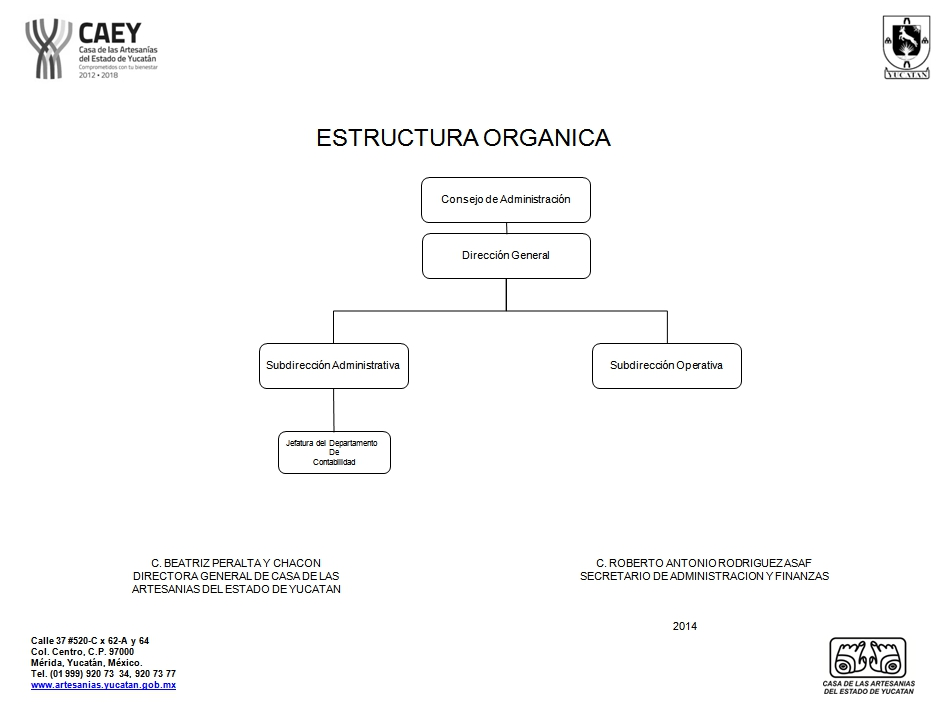 CAEY
Casa de las Artesanías
del Estado de Yucatán
Comprometidos con tu bienestar
2012 • 2018
YUCATAN
ESTRUCTURA ORGANICA
Consejo de Administración
Dirección General
Subdirección Administrativa
Subdirección Operativa
Jefatura del Departamento
De
Contabilidad
C. BEATRIZ PERALTA Y CHACON
DIRECTORA GENERAL DE CASA DE LAS
ARTESANIAS DEL ESTADO DE YUCATAN
C. ROBERTO ANTONIO RODRIGUEZ ASAF
SECRETARIO DE ADMINISTRACION Y FINANZAS
2014
Calle 37 #520-C x 62-A y 64
Col. Centro, C.P. 97000
Mérida, Yucatán, México.
Tel. (01 999) 920 73 34, 920 73 77
www.artesanias.yucatan.gob.mx
CASA DE LAS ARTESANIAS
DEL ESTADO DE YUCATAN